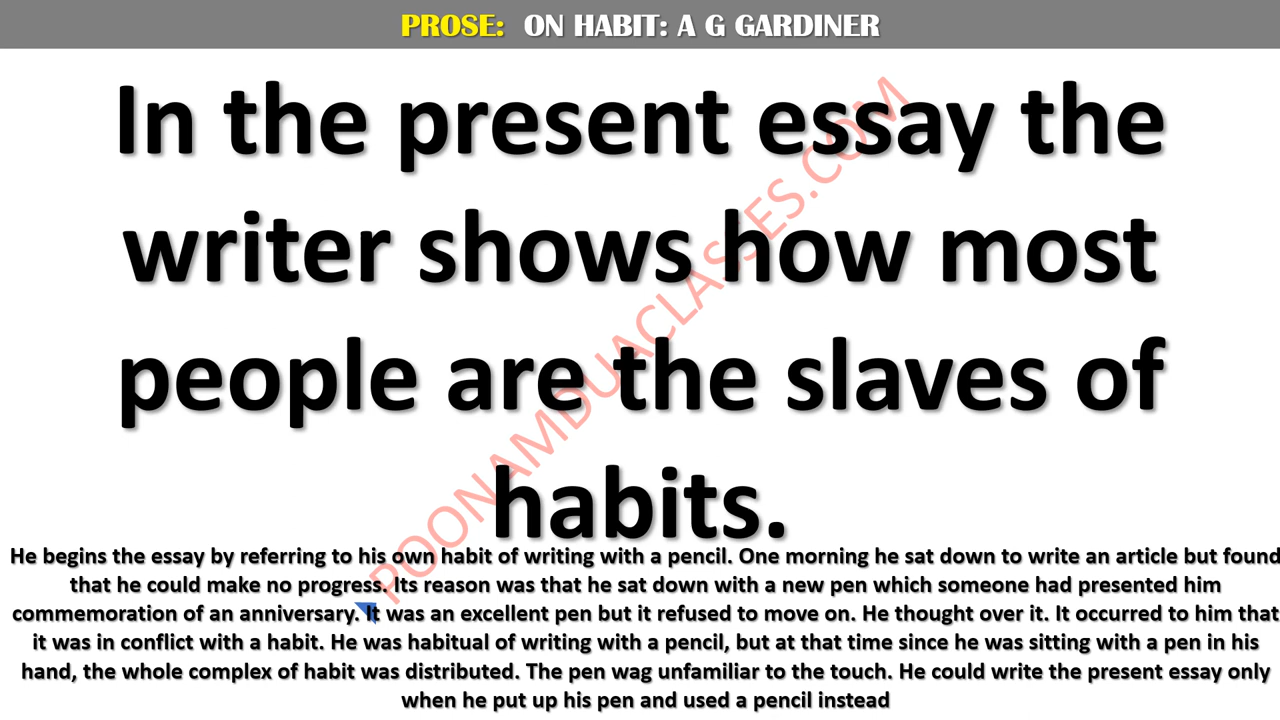 PROSE: ON HABIT: A G GARDINER
In the present essay the
writer shows how most
people are the slaves of
habits.
He begins the essay by referring to his own habit of writing with a pencil. One morning he sat down to write an article but found
that he could make no progress. Its reason was that he sat down with a new pen which someone had presented him
commemoration of an anniversary. It was an excellent pen but it refused to move on. He thought over it. It occurred to him that
it was in conflict with a habit. He was habitual of writing with a pencil, but at that time since he was sitting with a pen in his
hand, the whole complex of habit was distributed. The pen wag unfamiliar to the touch. He could write the present essay only
when he put up his pen and used a pencil instead
POONAMDUACLASSES.COM